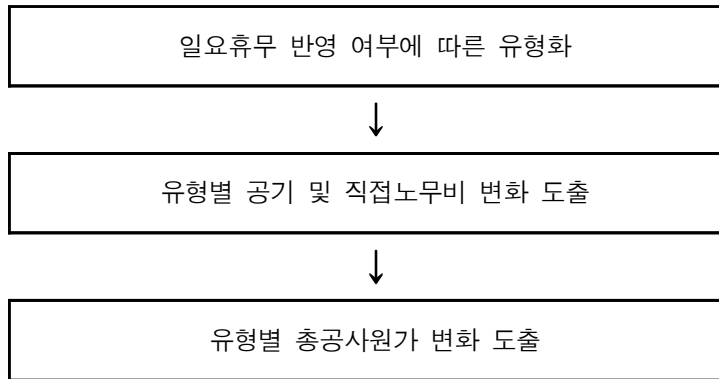 일요휴무 반영 여부에 따른 유형화
↓
유형별 공기 및 직접노무비 변화 도출
↓
유형별 총공사원가 변화 도출